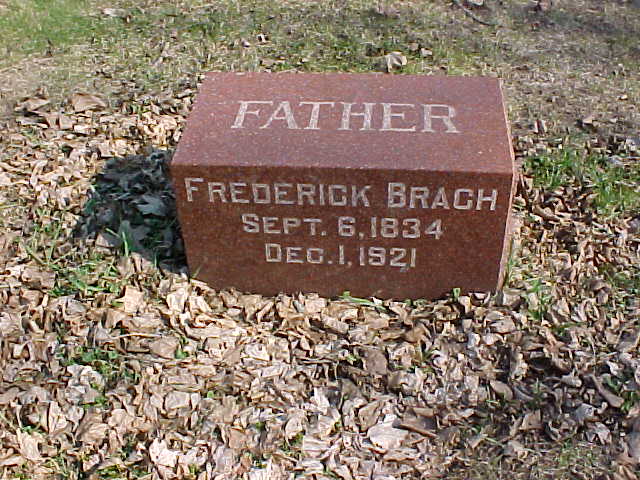 FATHER
FREDERICK BRACH
SEPT. 6, 1834
DEC. 1, 1921